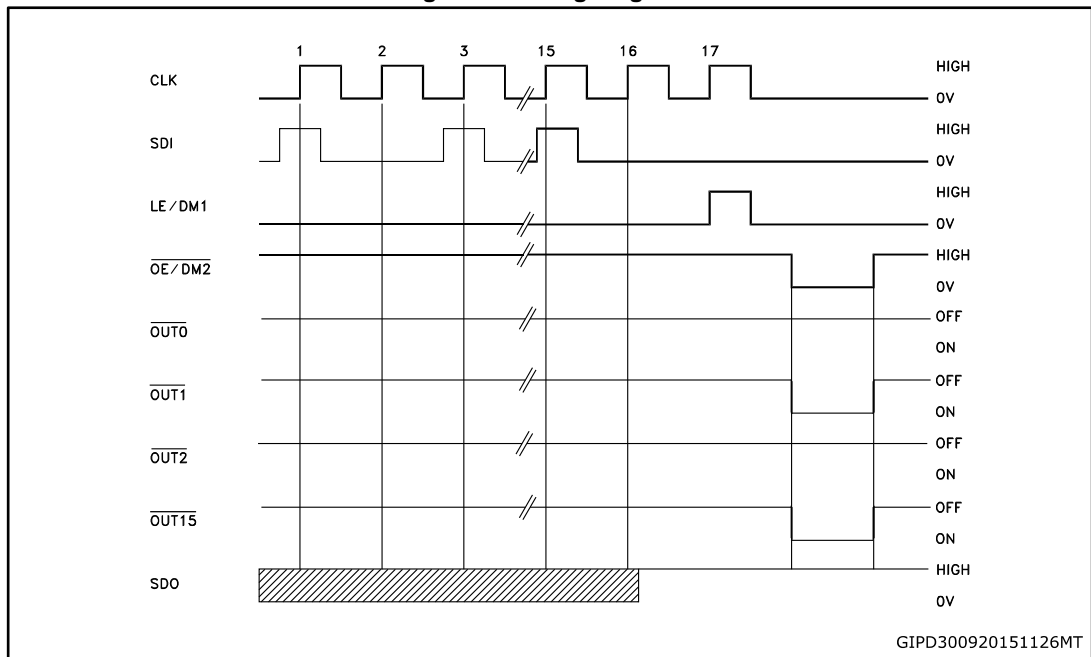 1 2 3 15 16 17
CLK HIGH
0V
SDI HIGH
0V
LE/DM1 HIGH
0V
OE/DM2 HIGH
0V
OUT0 OFF
ON
OUT1 OFF
ON
OUT2 OFF
ON
OUT15 OFF
ON
SDO HIGH
0V
GIPD300920151126MT